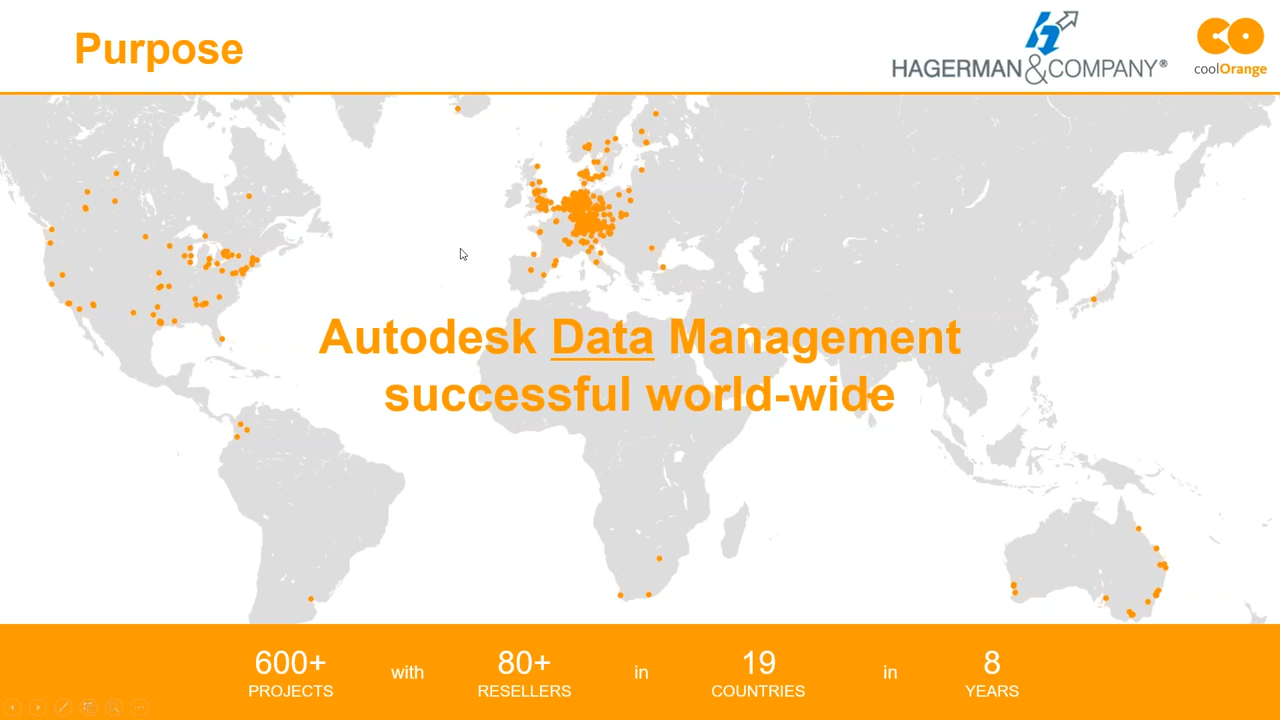 Purpose
HAGERMAN&COMPANY®
coolOrange
Autodesk Data Management
successful world-wide
600+ with 80+ in 19 in 8
PROJECTS RESELLERS COUNTRIES YEARS